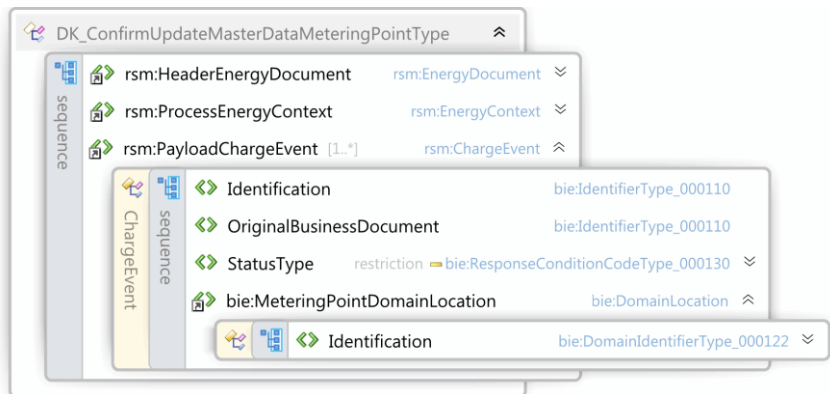 DK_ConfirmUpdateMasterDataMeteringPointType
sequence
rsm:HeaderEnergyDocument rsm:EnergyDocument
rsm:ProcessEnergyContext rsm:EnergyContext
rsm:PayloadChargeEvent [1..*] rsm:ChargeEvent
ChargeEvent
sequence
Identification bie:IdentifierType_000110
OriginalBusinessDocument bie:IdentifierType_000110
StatusType restriction bie:ResponseConditionCodeType_000130
bie:MeteringPointDomainLocation bie:DomainLocation
Identification bie:DomainIdentifierType_000122